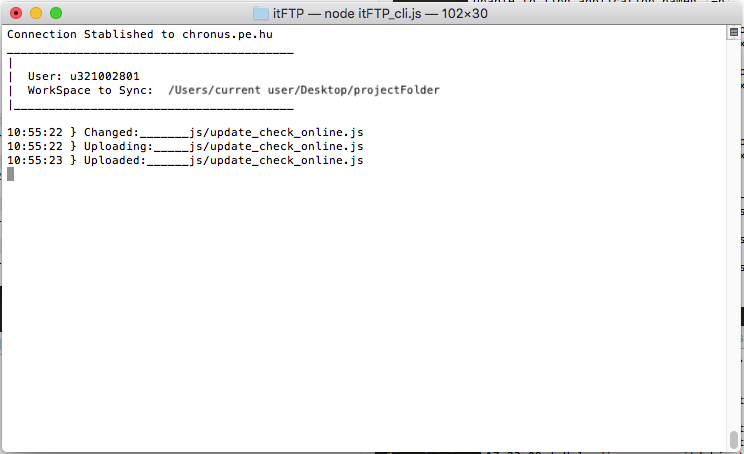 itFTP — node itFTP_cli.js — 102×30
Connection Stablished to chronus.pe.hu
_________________________________________
|
| User: u321002801
| WorkSpace to Sync: /Users/current user/Desktop/projectFolder
|________________________________________
10:55:22 } Changed:_______js/update_check_online.js
10:55:22 } Uploading:_____js/update_check_online.js
10:55:23 } Uploaded:______js/update_check_online.js